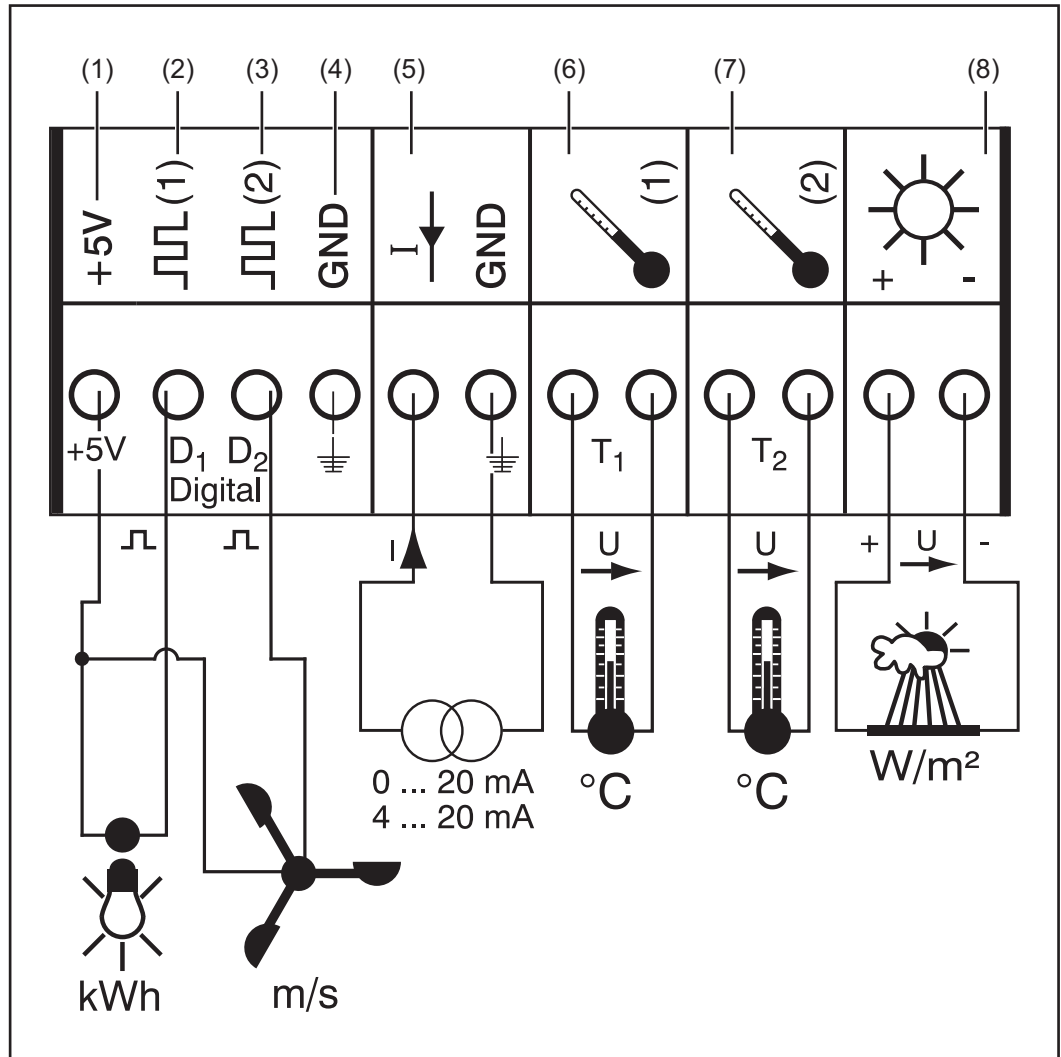 (1) (2) (3) (4) (5) (6) (7) (8)
+5V (1) (2) GND I GND (1) (2) + -
+5V D₁ D₂ T₁ T₂
Digital
I U U + U -
0 ... 20 mA °C °C W/m²
4 ... 20 mA
kWh m/s